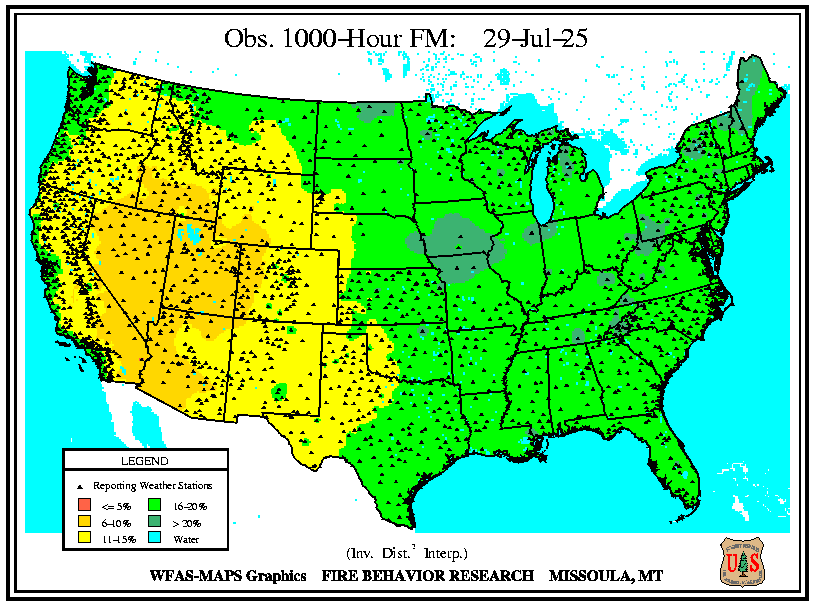 Obs. 1000-Hour FM: 29-Jul-25
LEGEND
Reporting Weather Stations
<= 5%
16-20%
6-10%
> 20%
11-15%
Water
(Inv. Dist.² Interp.)
WFAS-MAPS Graphics FIRE BEHAVIOR RESEARCH MISSOULA, MT
U S